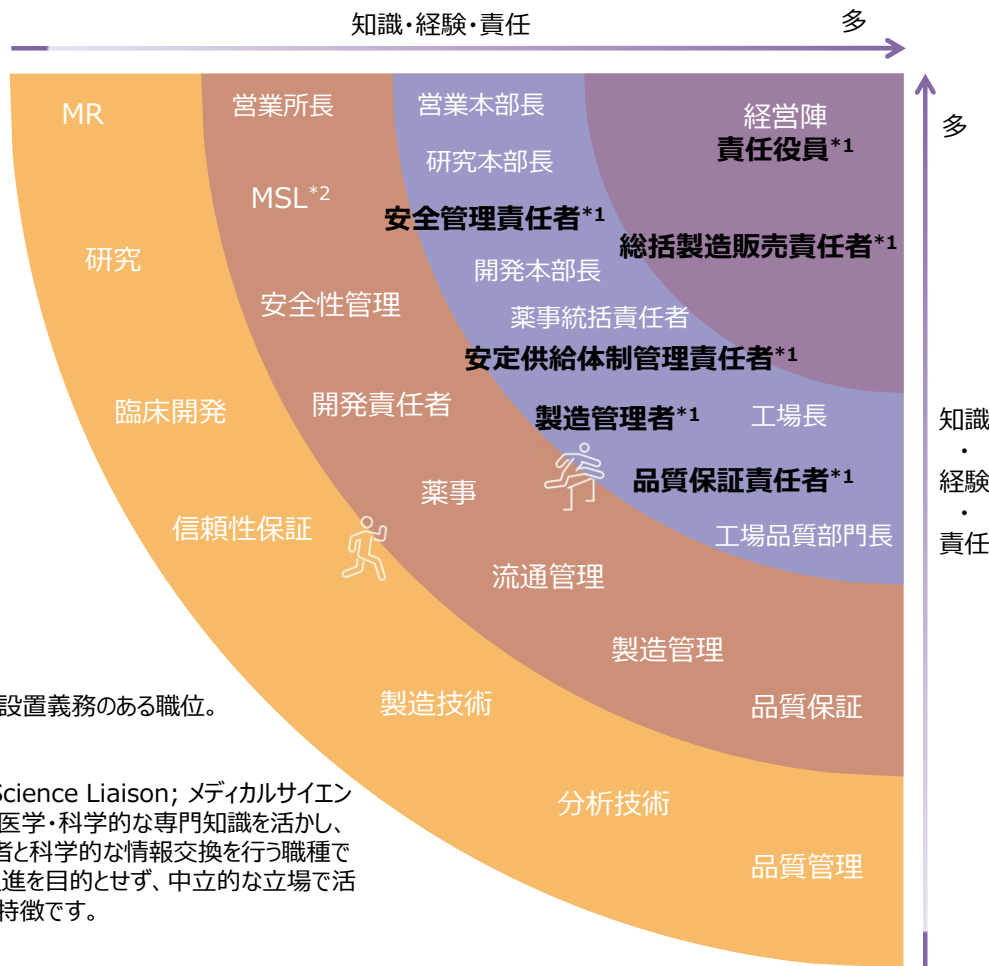 知識・経験・責任
多
MR
営業所長
営業本部長
経営陣
責任役員*1
多
研究本部長
MSL*2
安全管理責任者*1
総括製造販売責任者*1
研究
開発本部長
安全性管理
薬事統括責任者
安定供給体制管理責任者*1
臨床開発
開発責任者
製造管理者*1
工場長
知識
・
経験
・
責任
薬事
品質保証責任者*1
信頼性保証
工場品質部門長
流通管理
製造管理
設置義務のある職位。
製造技術
品質保証
Science Liaison; メディカルサイエン
医学・科学的な専門知識を活かし、
者と科学的な情報交換を行う職種で
進を目的とせず、中立的な立場で活
特徴です。
分析技術
品質管理